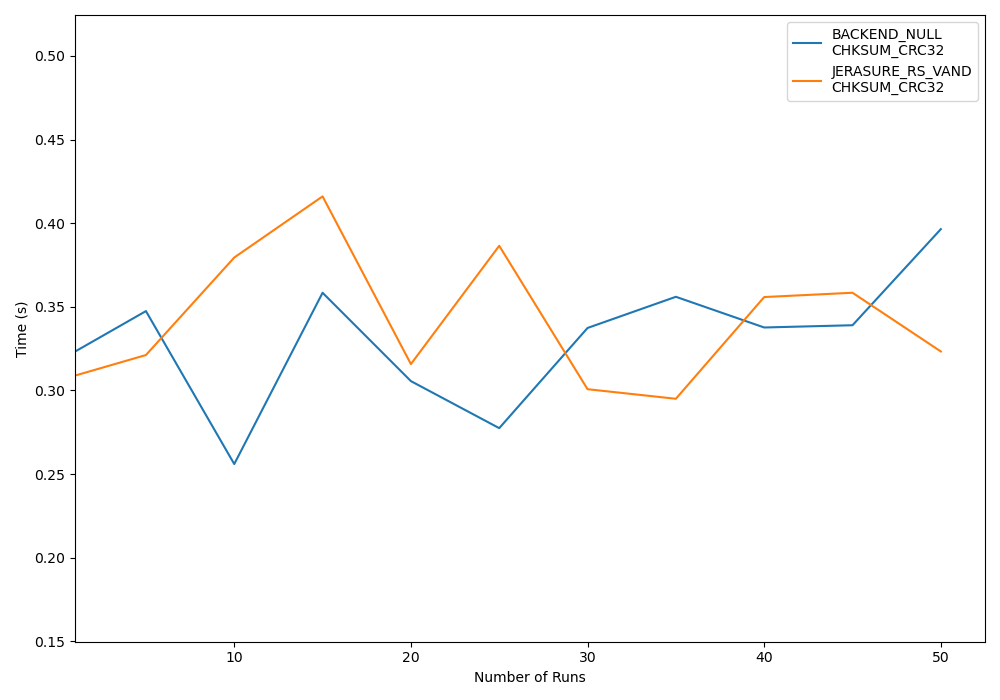 BACKEND_NULL
CHKSUM_CRC32
JERASURE_RS_VAND
CHKSUM_CRC32
0.50
0.45
0.40
0.35
0.30
0.25
0.20
0.15
Time (s)
10 20 30 40 50
Number of Runs